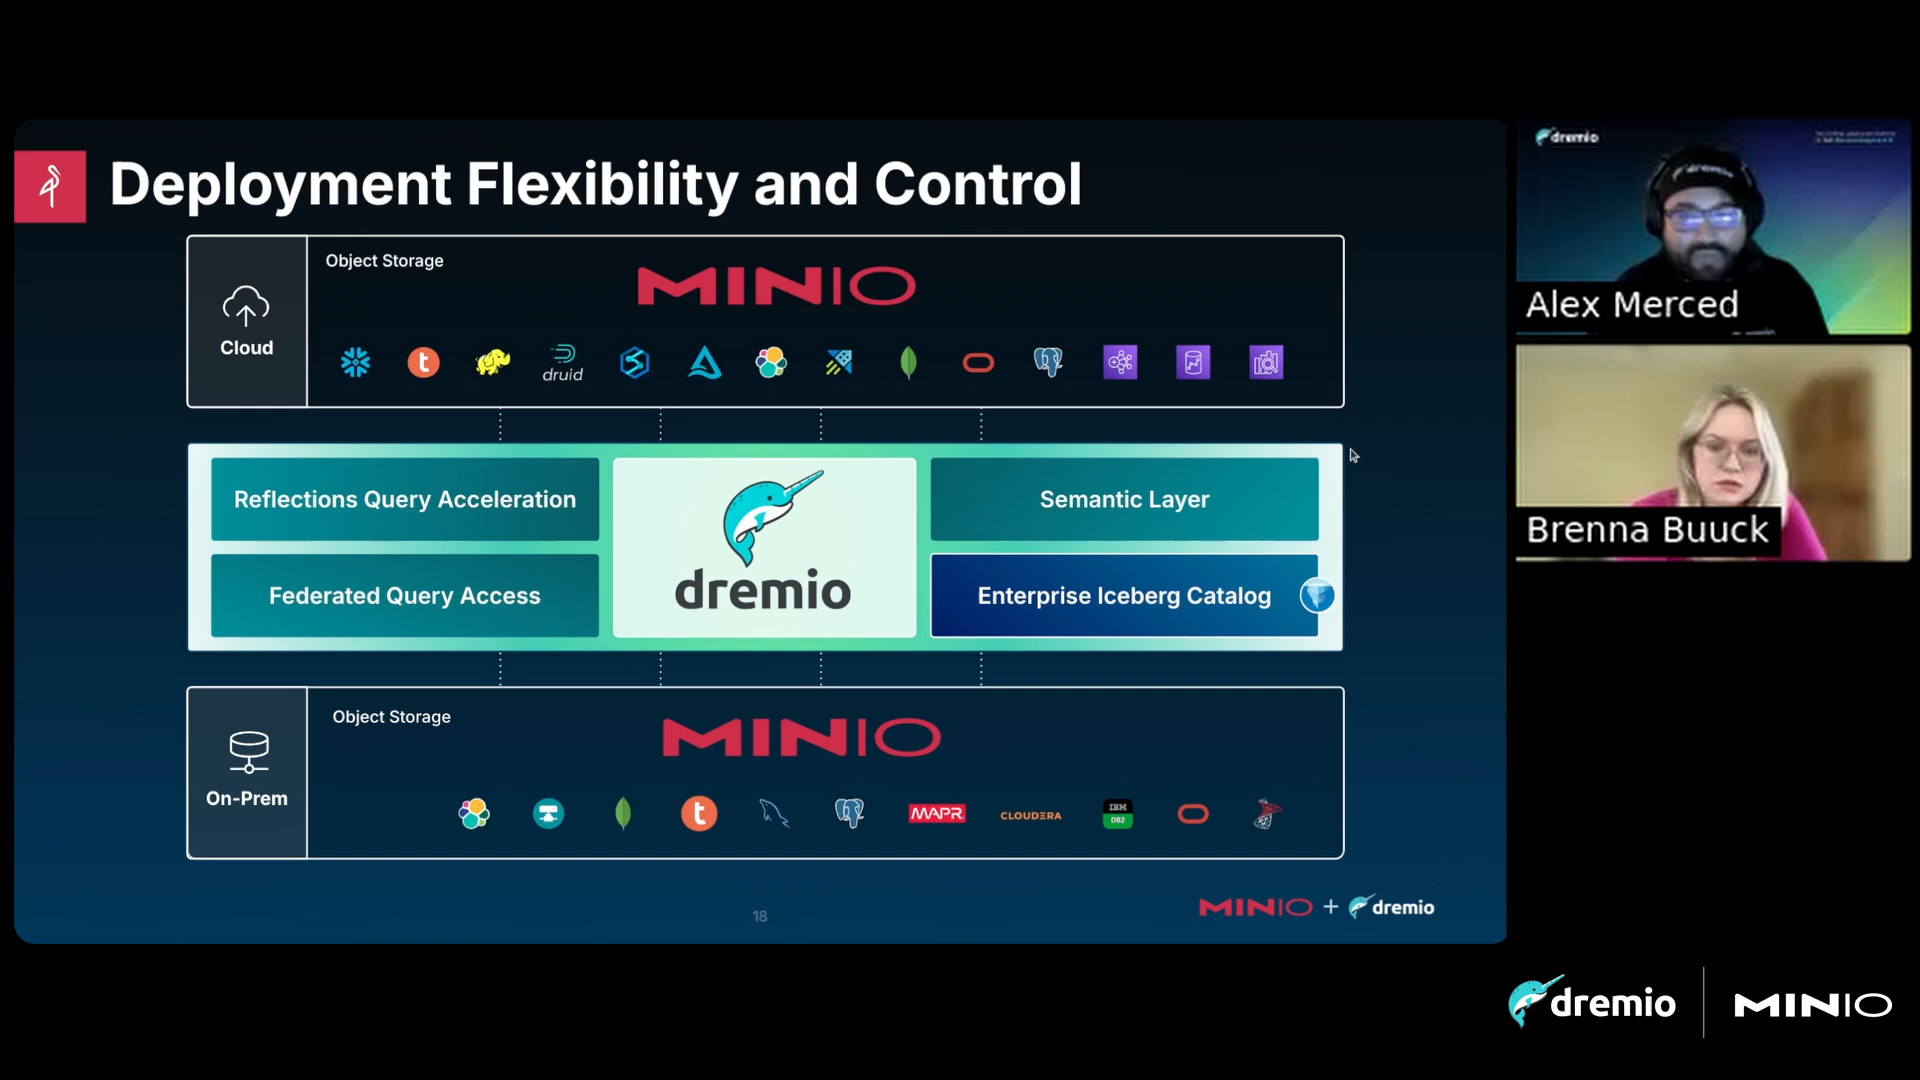 Deployment Flexibility and Control
Object Storage
MINIO
Cloud
t
druid
Reflections Query Acceleration
Semantic Layer
dremio
Federated Query Access
Enterprise Iceberg Catalog
Object Storage
MINIO
On-Prem
t
MAPR
CLOUDERA
IBM
DB2
18
MINIO + dremio
dremio
dremio
Alex Merced
Brenna Buuck
dremio | MINIO